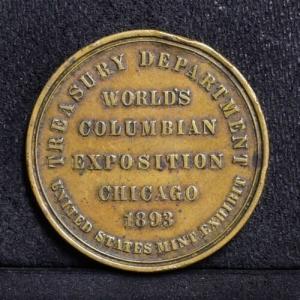 TREASURY DEPARTMENT
WORLD'S
COLUMBIAN
EXPOSITION
CHICAGO
1893
UNITED STATES MINT EXHIBIT